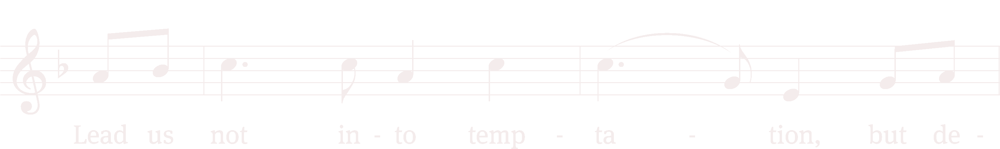 Lead us not in - to temp - ta - tion, but de -